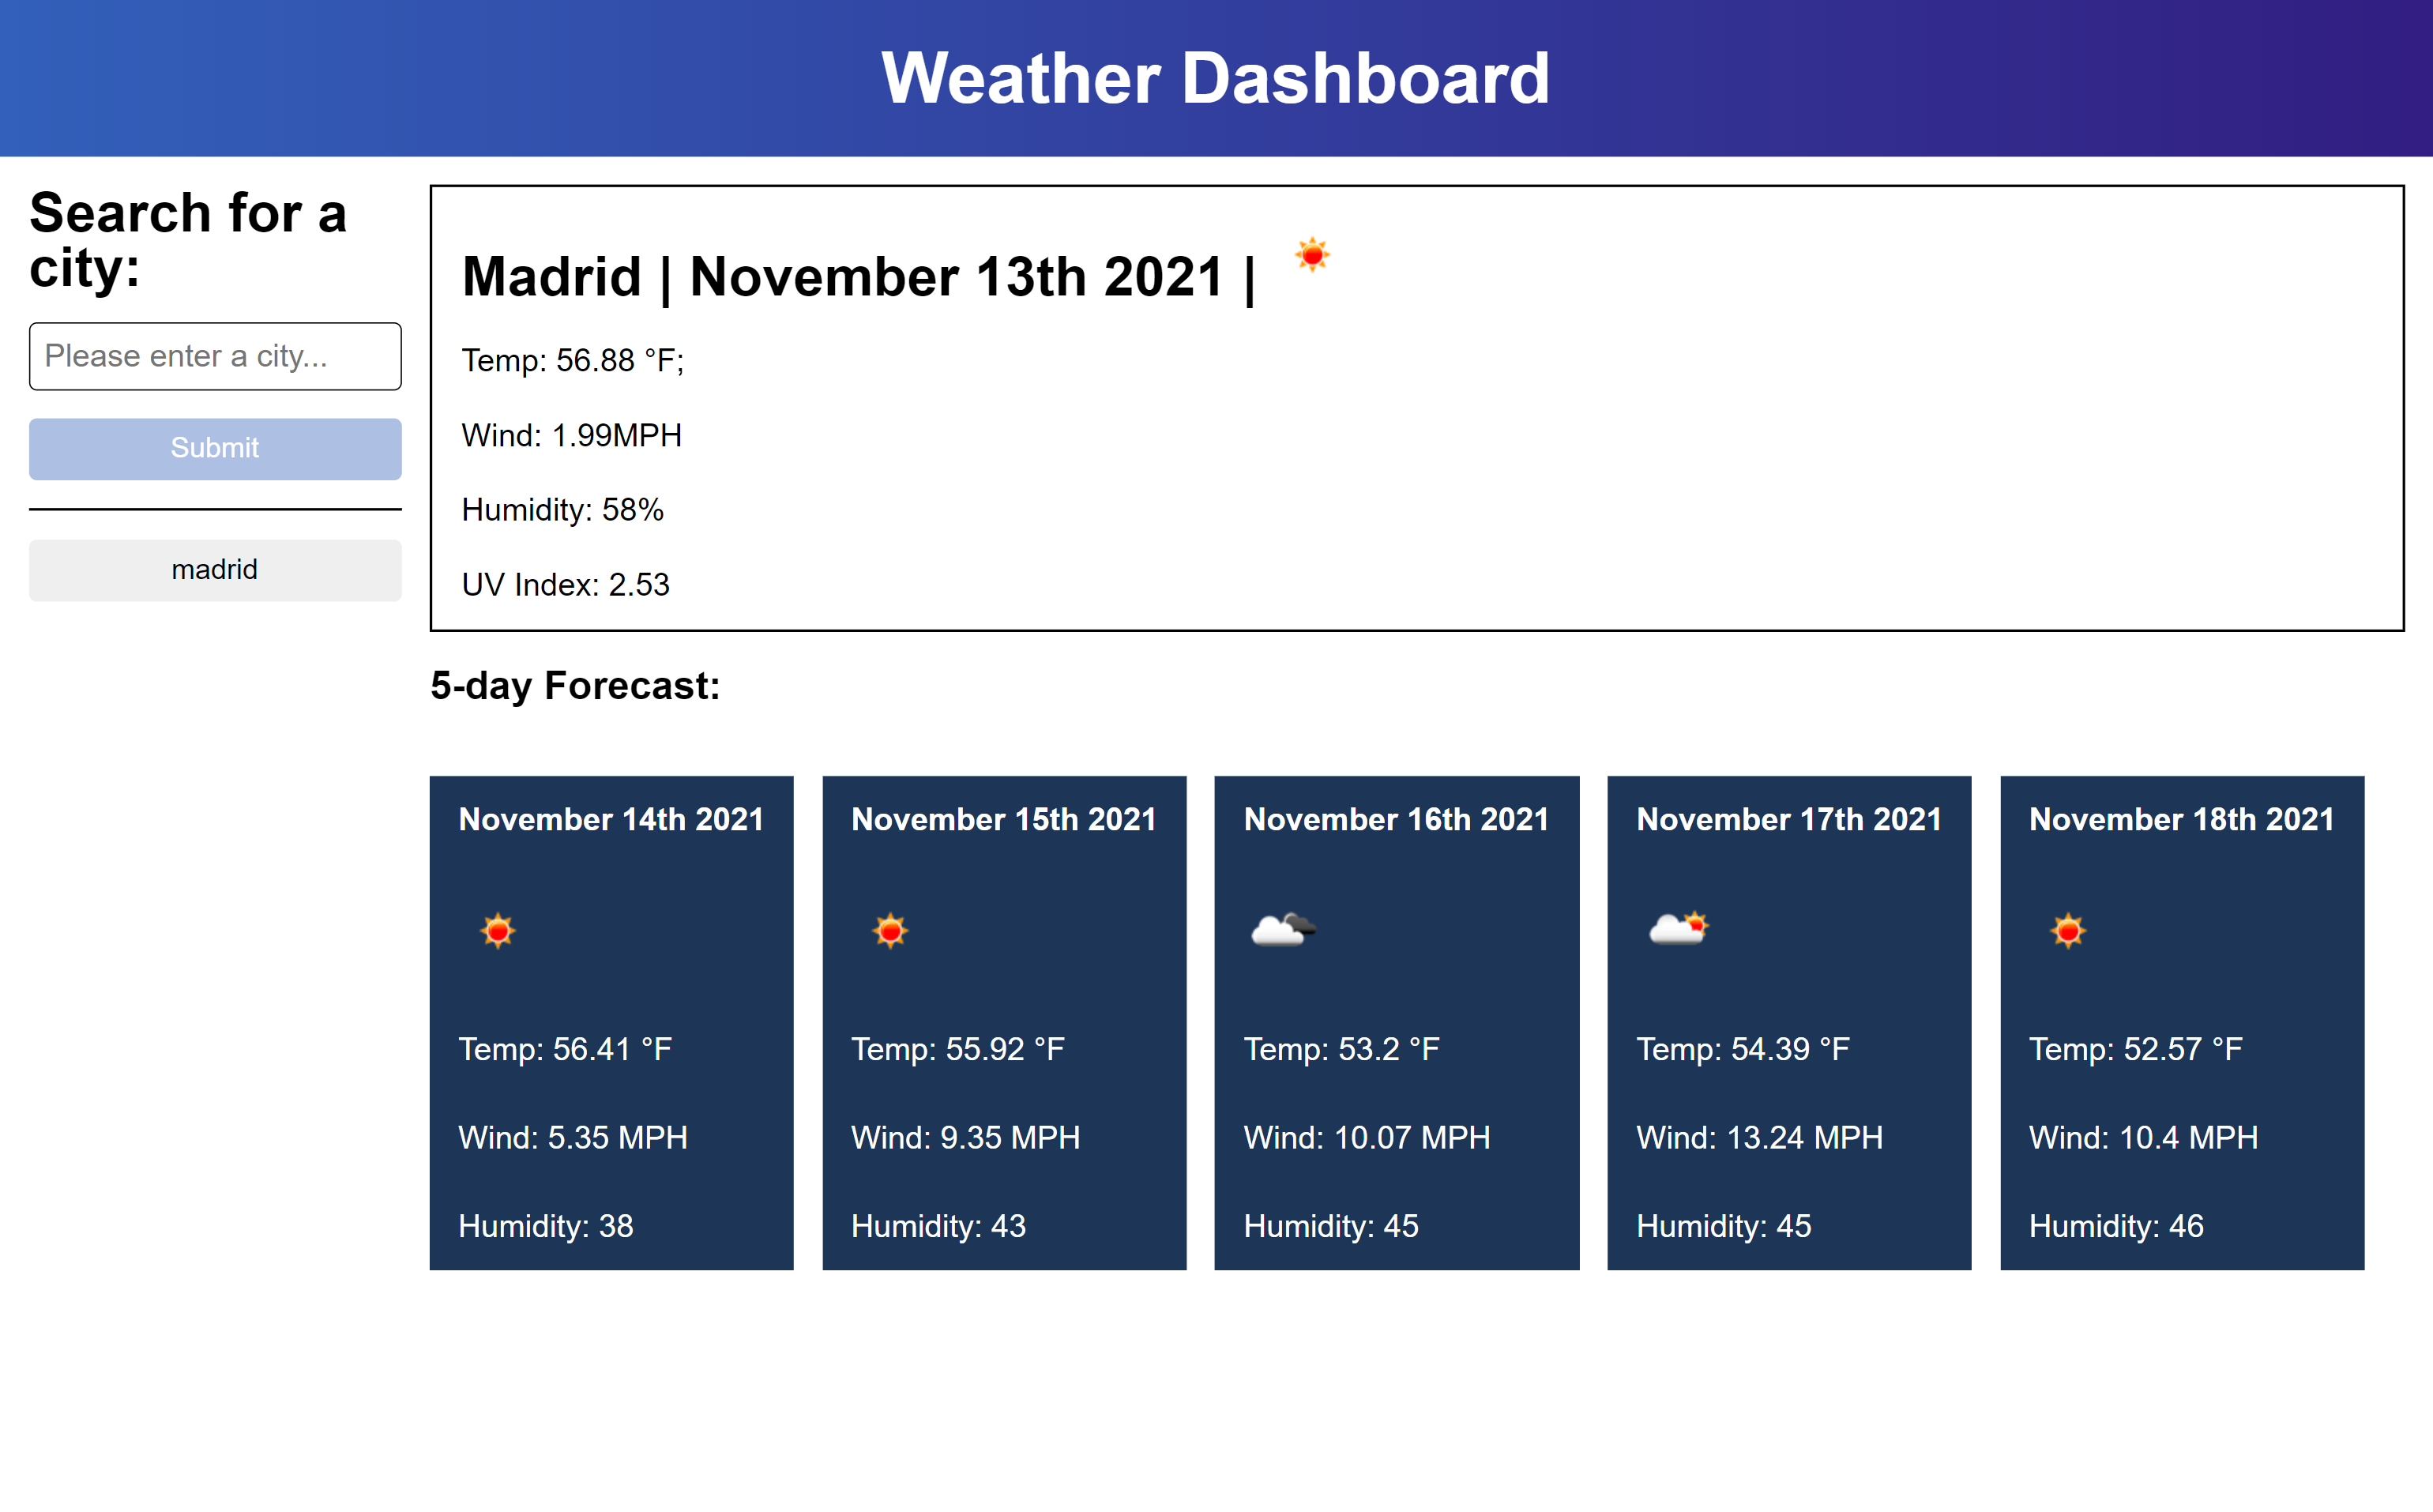 Weather Dashboard
Search for a
city:
Please enter a city...
Submit
madrid
Madrid | November 13th 2021 |
Temp: 56.88 °F;
Wind: 1.99MPH
Humidity: 58%
UV Index: 2.53
5-day Forecast:
November 14th 2021
Temp: 56.41 °F
Wind: 5.35 MPH
Humidity: 38
November 15th 2021
Temp: 55.92 °F
Wind: 9.35 MPH
Humidity: 43
November 16th 2021
Temp: 53.2 °F
Wind: 10.07 MPH
Humidity: 45
November 17th 2021
Temp: 54.39 °F
Wind: 13.24 MPH
Humidity: 45
November 18th 2021
Temp: 52.57 °F
Wind: 10.4 MPH
Humidity: 46